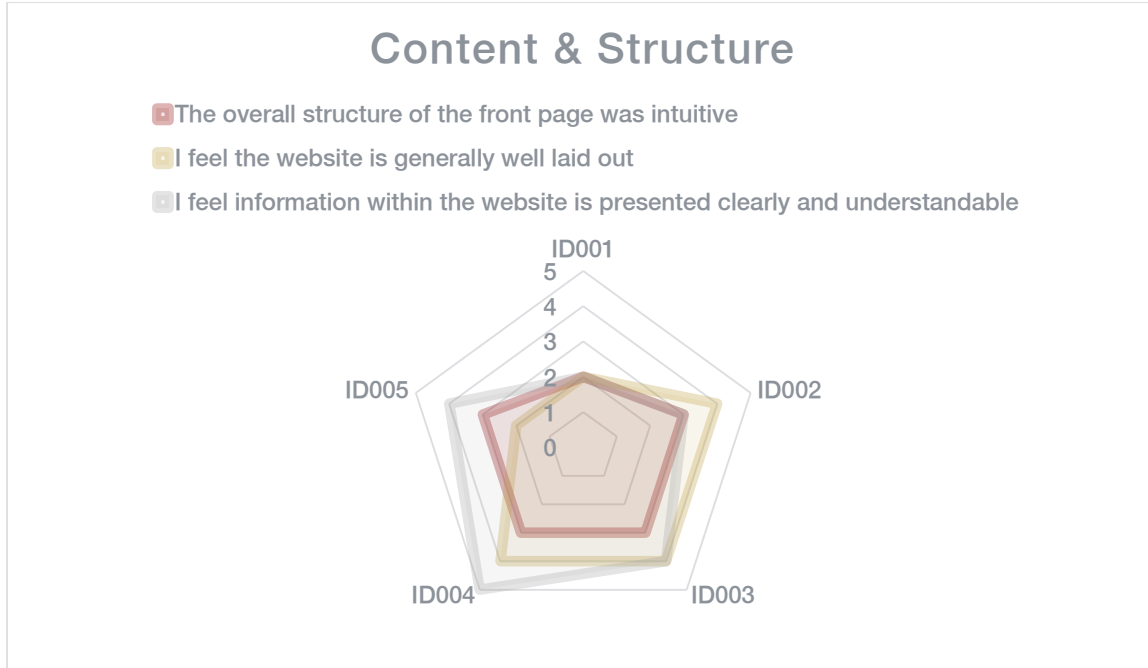 Content & Structure
The overall structure of the front page was intuitive
I feel the website is generally well laid out
I feel information within the website is presented clearly and understandable
ID001
5
4
3
2
1
0
ID005
ID002
ID004
ID003